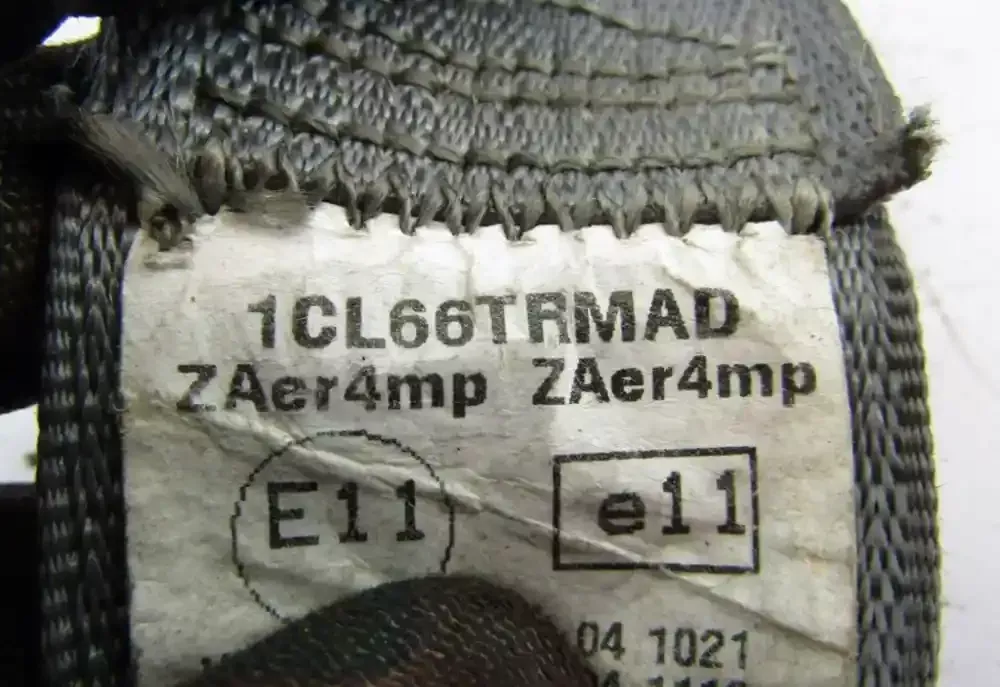 1CL66TRMAD
ZAer4mp ZAer4mp
E11 e11
04 1021